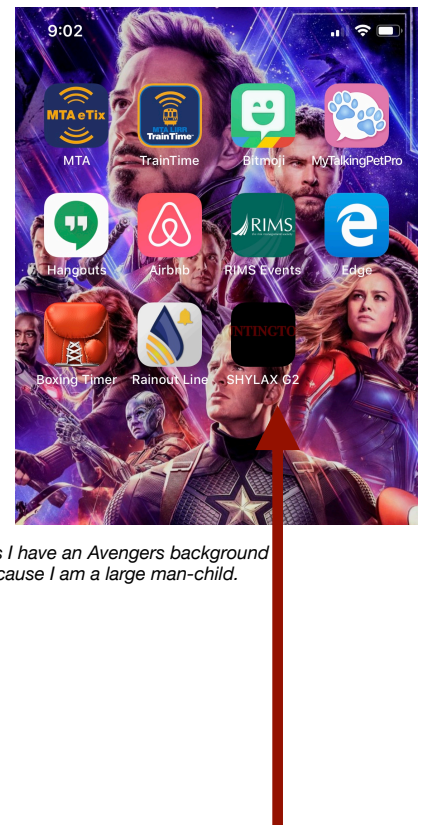 9:02
MTA eTix
MTA LIRR
TrainTime
MTA TrainTime Bitmoji MyTalkingPetPro
RIMS
Hangouts Airbnb RIMS Events Edge
NTINGTO
Boxing Timer Rainout Line SHYLAX G2
s I have an Avengers background
cause I am a large man-child.